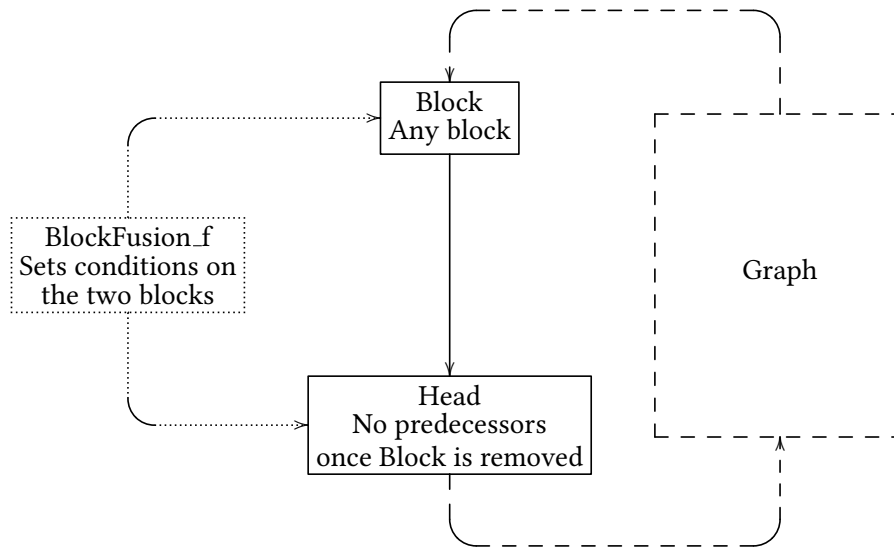 Block
Any block
BlockFusion_f
Sets conditions on
the two blocks
Graph
Head
No predecessors
once Block is removed